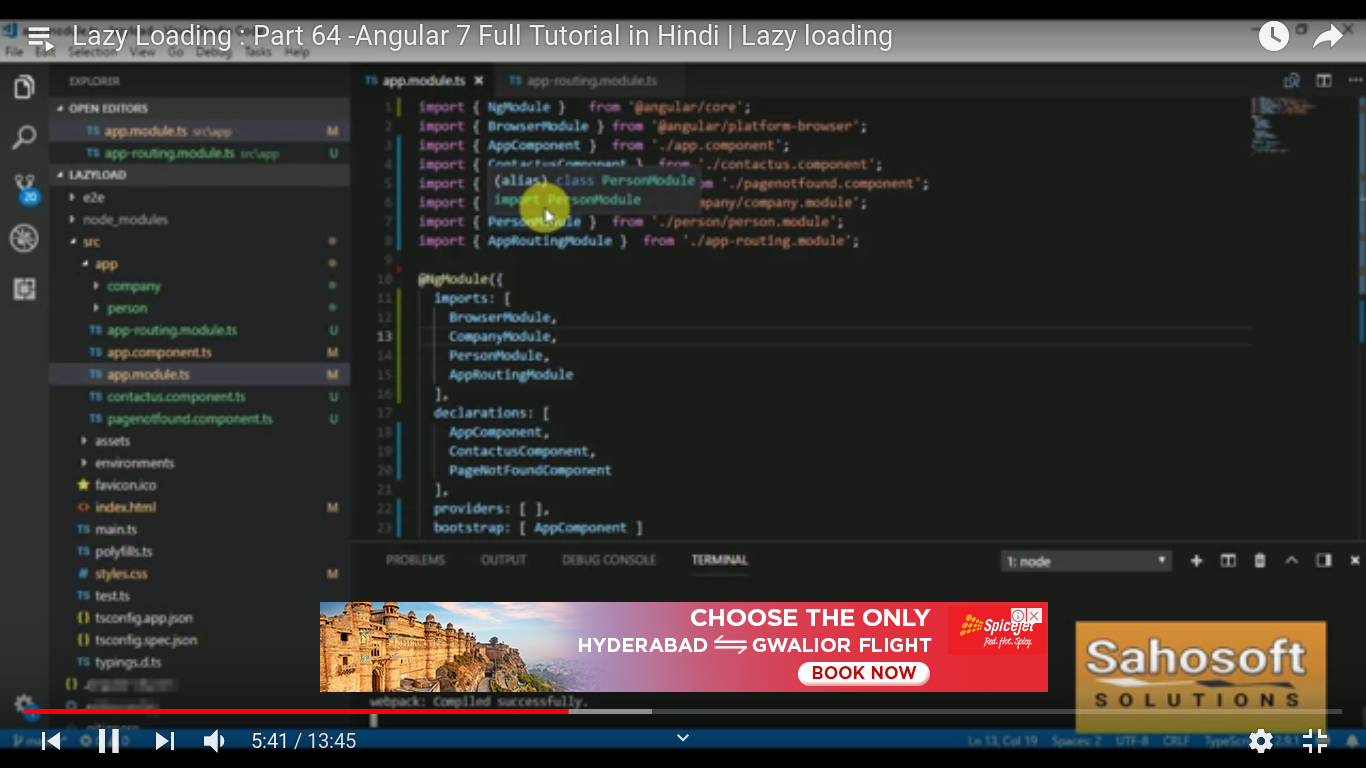 Lazy Loading : Part 64 -Angular 7 Full Tutorial in Hindi | Lazy loading
File Edit Selection View Go Debug Tasks Help
EXPLORER
OPEN EDITORS
TS app.module.ts src\app M
TS app-routing.module.ts src\app U
LAZYLOAD
e2e
node_modules
src
app
company
person
TS app-routing.module.ts U
TS app.component.ts M
TS app.module.ts M
TS contactus.component.ts U
TS pagenotfound.component.ts U
assets
environments
favicon.ico
<> index.html M
TS main.ts
TS polyfills.ts
# styles.css M
TS test.ts
{} tsconfig.app.json
{} tsconfig.spec.json
TS typings.d.ts
{}
20
TS app.module.ts × TS app-routing.module.ts
1 import { NgModule } from '@angular/core';
2 import { BrowserModule } from '@angular/platform-browser';
3 import { AppComponent } from './app.component';
4 import { ContactusComponent } from './contactus.component';
5 import { m './pagenotfound.component';
6 import { pany/company.module';
7 import { PersonModule } from './person/person.module';
8 import { AppRoutingModule } from './app-routing.module';
(alias) class PersonModule
import PersonModule
9
10 @NgModule({
11 imports: [
12 BrowserModule,
13 CompanyModule,
14 PersonModule,
15 AppRoutingModule
16 ],
17 declarations: [
18 AppComponent,
19 ContactusComponent,
20 PageNotFoundComponent
21 ],
22 providers: [ ],
23 bootstrap: [ AppComponent ]
PROBLEMS OUTPUT DEBUG CONSOLE TERMINAL 1: node
CHOOSE THE ONLY
HYDERABAD GWALIOR FLIGHT
BOOK NOW
SpiceJet
Red. Hot. Spicy.
Sahosoft
SOLUTIONS
webpack: Compiled successfully.
5:41 / 13:45
Ln 13, Col 19 Spaces: 2 UTF-8 CRLF 2.9.1